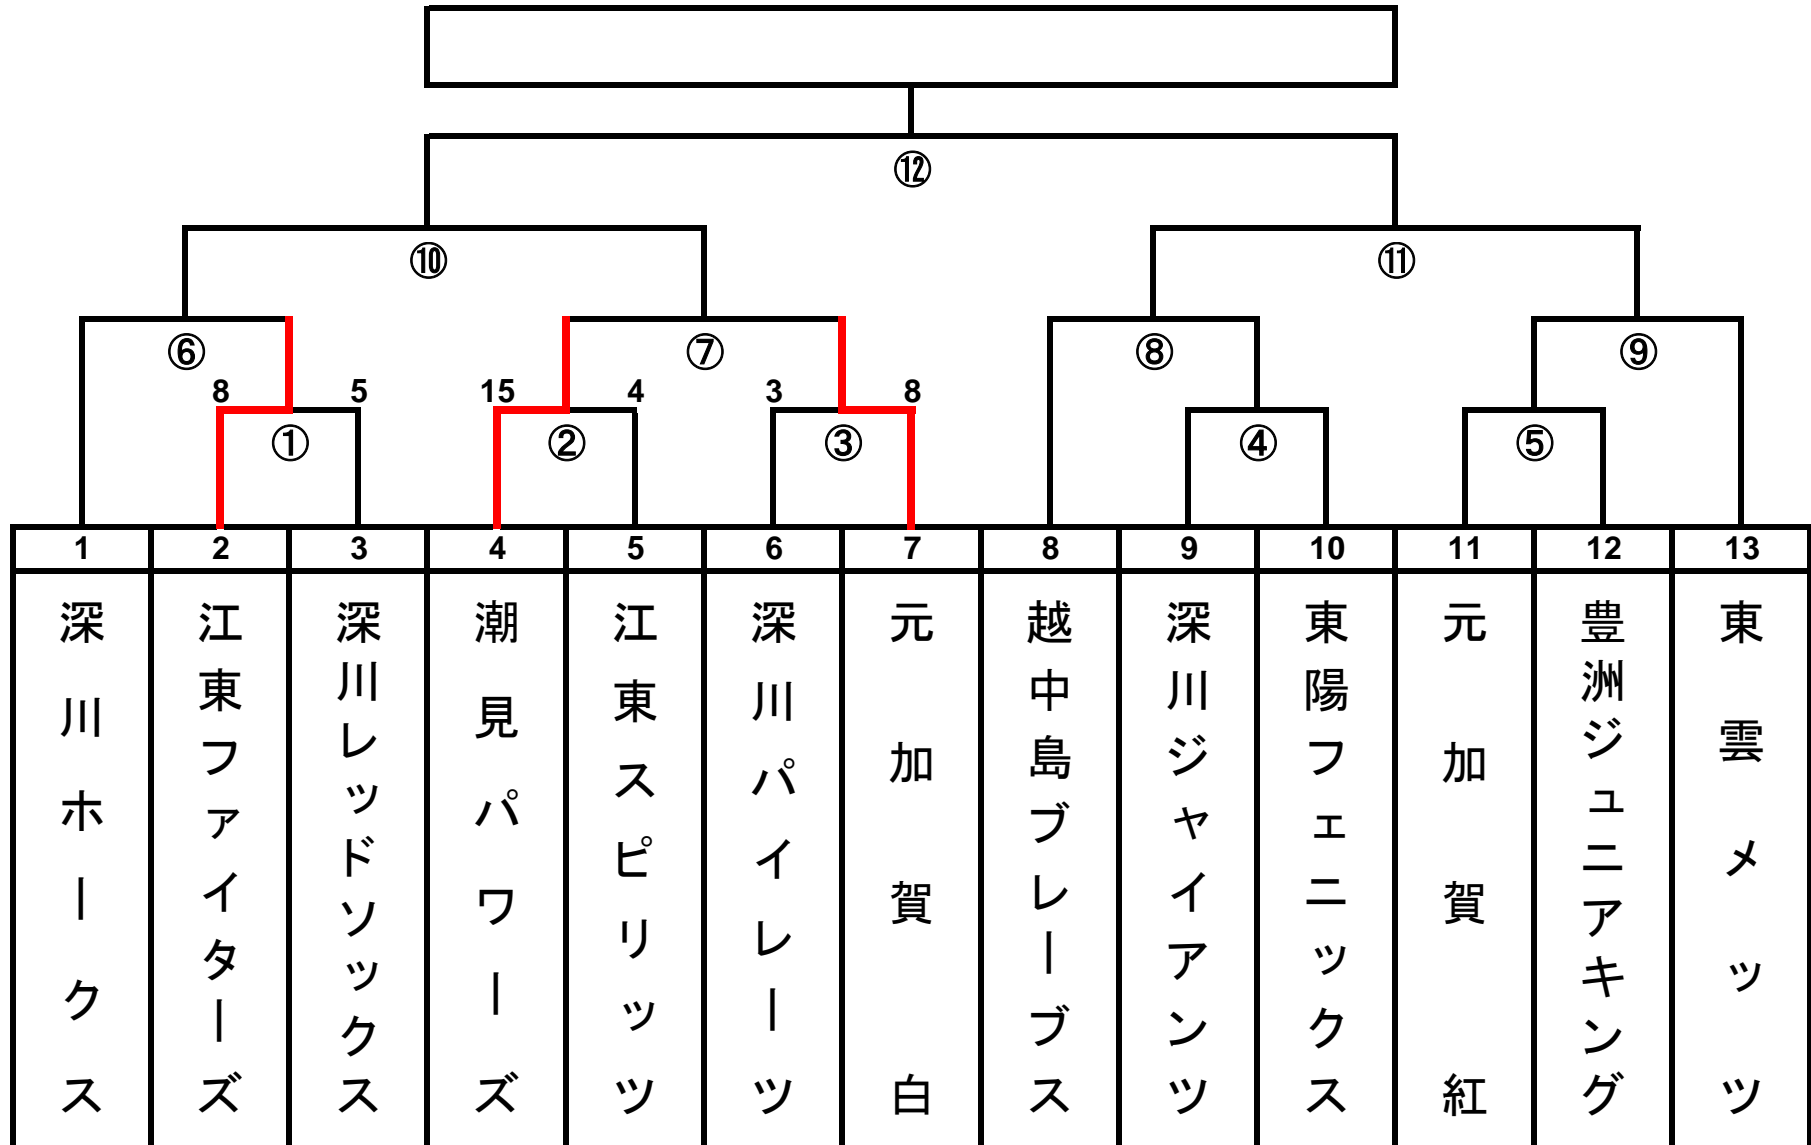 ⑫
⑩ ⑪
⑥ ⑦ ⑧ ⑨
8 5 15 4 3 8
① ② ③ ④ ⑤
1 2 3 4 5 6 7 8 9 10 11 12 13
深川ホークス
江東ファイターズ
深川レッドソックス
潮見パワーズ
江東スピリッツ
深川パイレーツ
元加賀白
越中島ブレーブス
深川ジャイアンツ
東陽フェニックス
元加賀紅
豊洲ジュニアキング
東雲メッツ